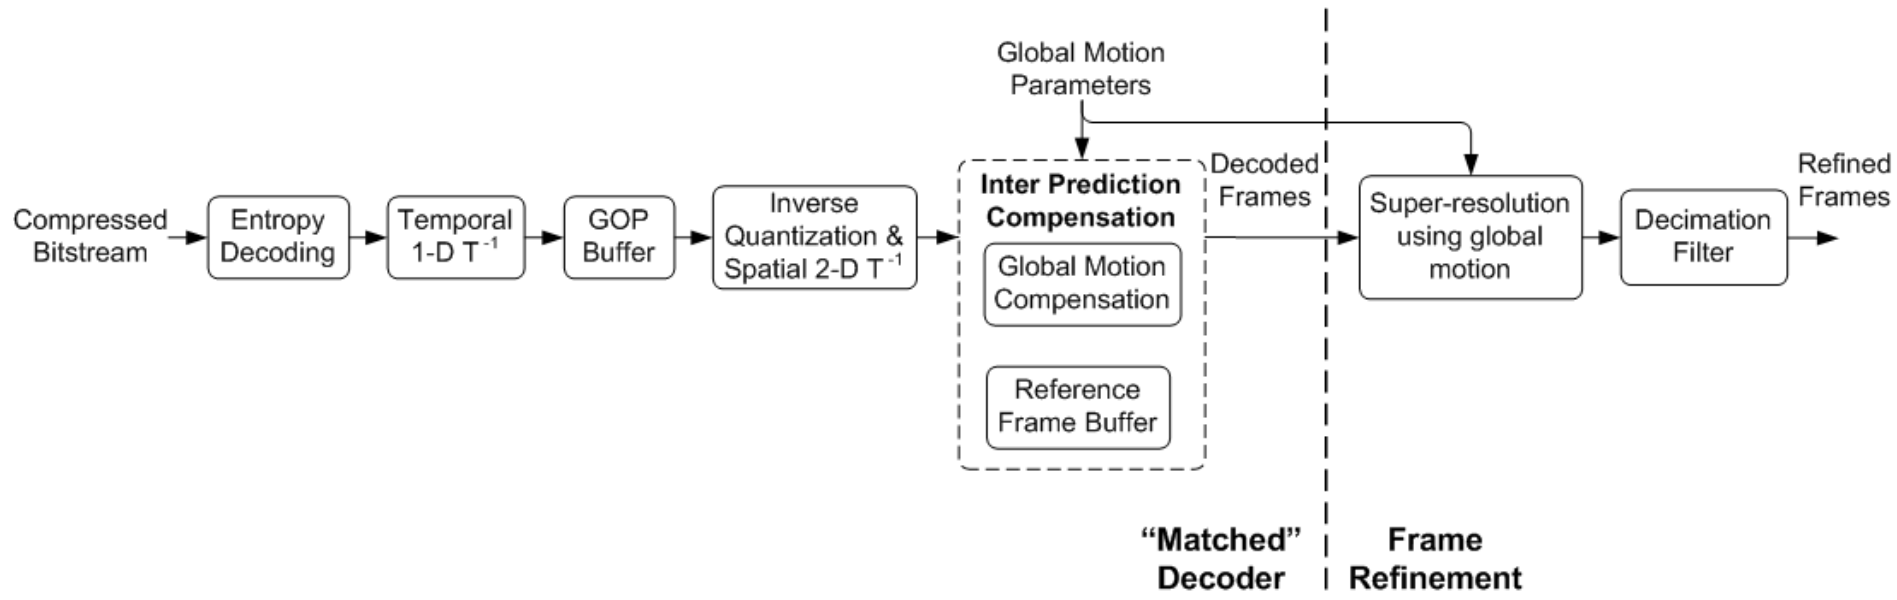 Global Motion
Parameters
Compressed
Bitstream
Entropy
Decoding
Temporal
1-D T⁻¹
GOP
Buffer
Inverse
Quantization &
Spatial 2-D T⁻¹
Inter Prediction
Compensation
Global Motion
Compensation
Reference
Frame Buffer
Decoded
Frames
Super-resolution
using global
motion
Decimation
Filter
Refined
Frames
“Matched”
Decoder
Frame
Refinement